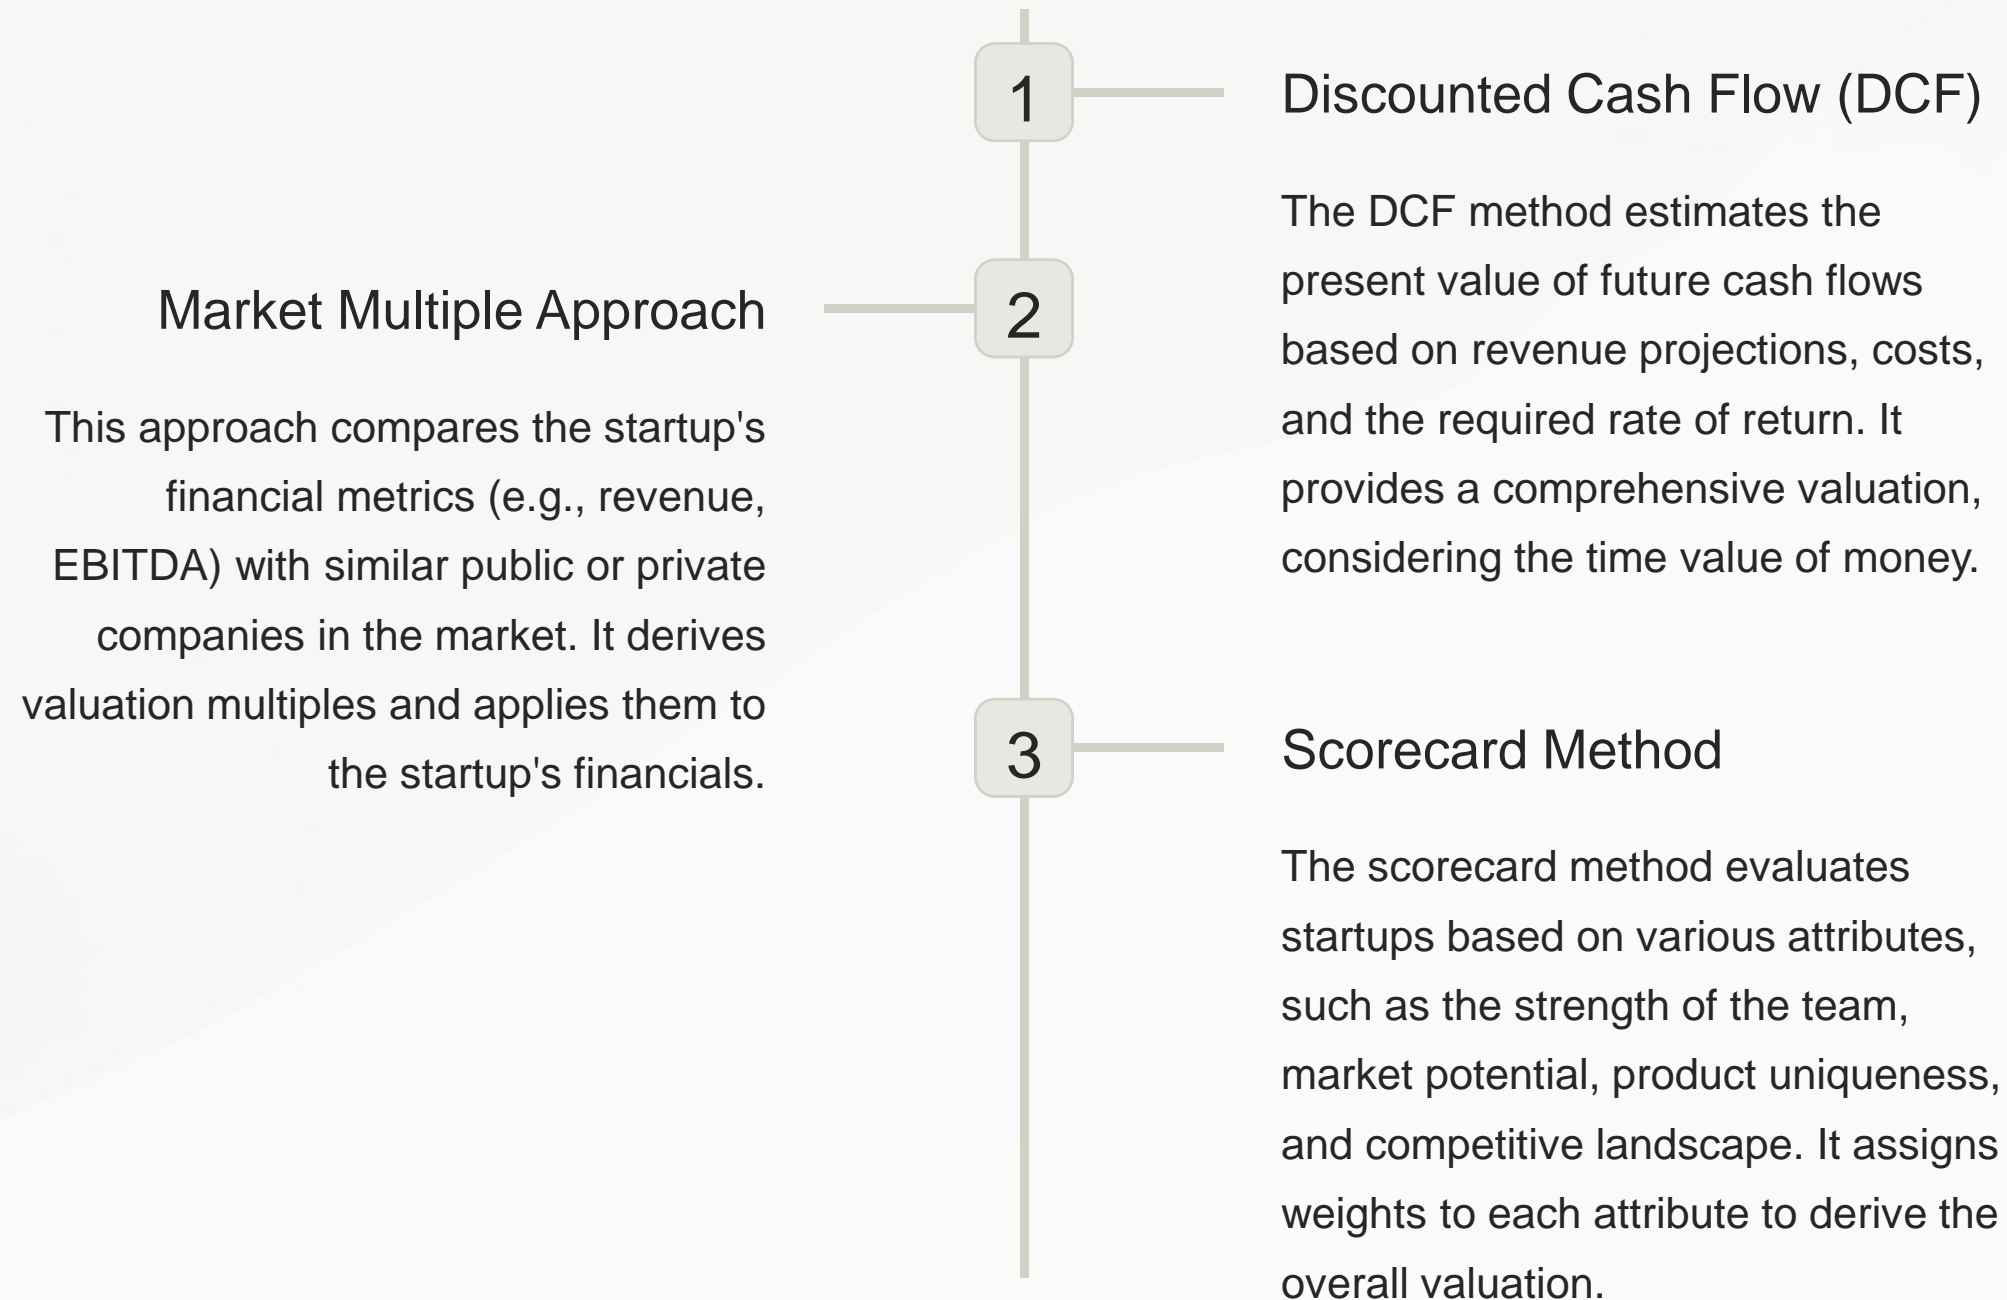 1
Discounted Cash Flow (DCF)
The DCF method estimates the
present value of future cash flows
based on revenue projections, costs,
and the required rate of return. It
provides a comprehensive valuation,
considering the time value of money.
2
Market Multiple Approach
This approach compares the startup's
financial metrics (e.g., revenue,
EBITDA) with similar public or private
companies in the market. It derives
valuation multiples and applies them to
the startup's financials.
3
Scorecard Method
The scorecard method evaluates
startups based on various attributes,
such as the strength of the team,
market potential, product uniqueness,
and competitive landscape. It assigns
weights to each attribute to derive the
overall valuation.